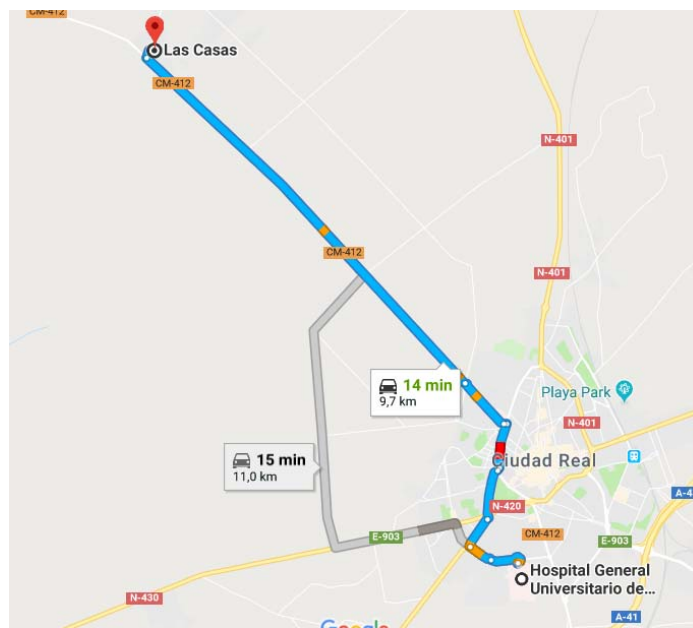 CM-412
Las Casas
CM-412
N-401
CM-412
N-401
14 min
9,7 km
Playa Park
N-401
15 min
11,0 km
Ciudad Real
A-4
N-420
CM-412
E-903
E-903
Hospital General
Universitario de...
N-430
A-41
Google